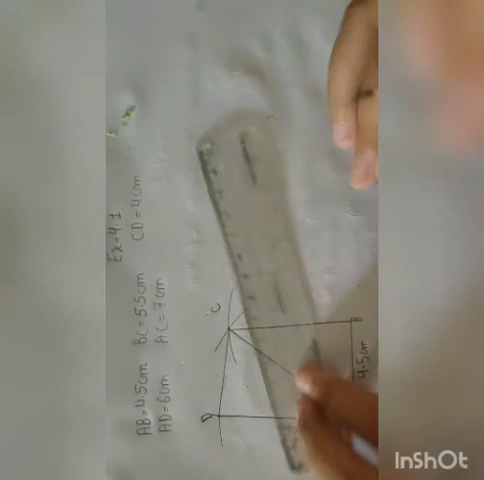 Ex 4.1
AB=4.5cm BC=5.5cm CD=4cm
AD=6cm AC=7cm
C
D
B
4.5cm
InShOt